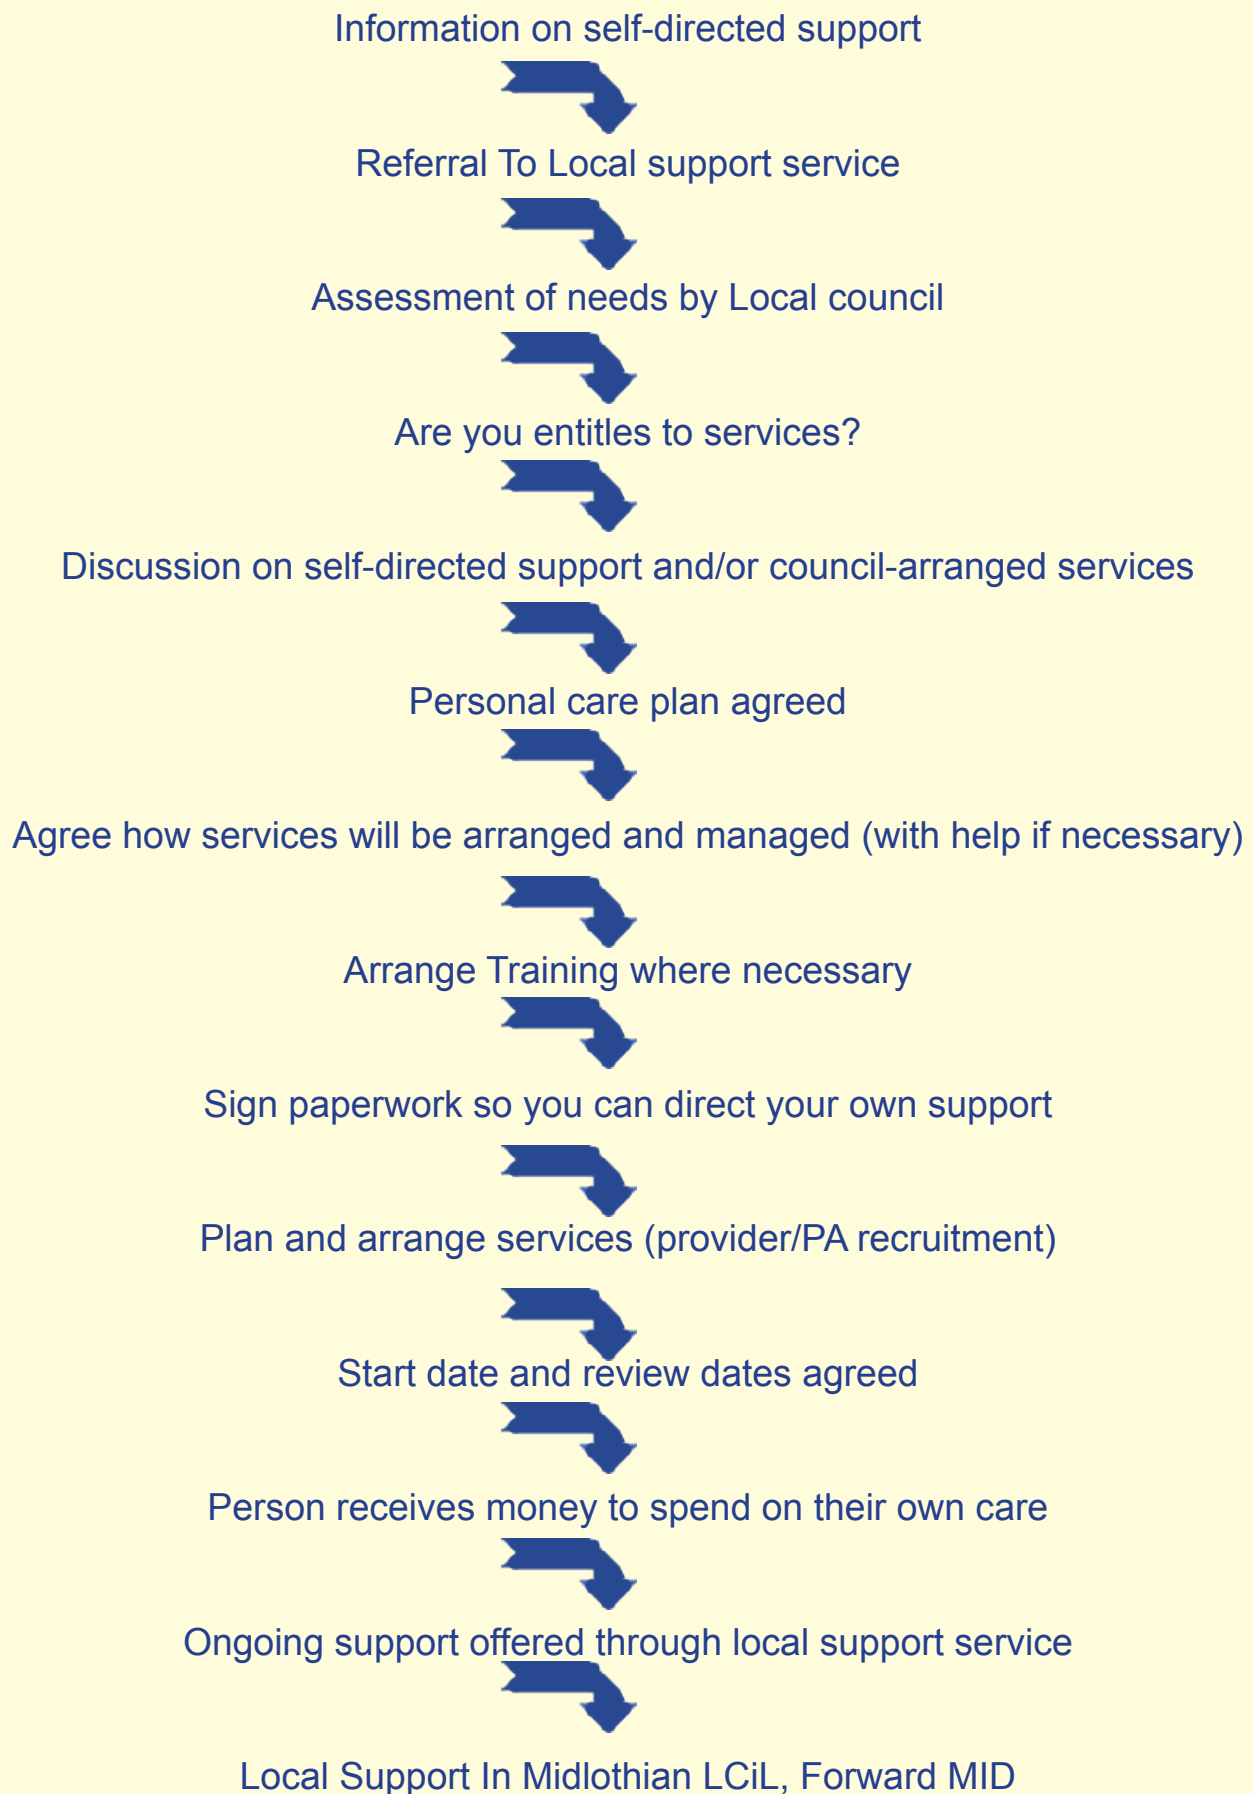 Information on self-directed support
Referral To Local support service
Assessment of needs by Local council
Are you entitles to services?
Discussion on self-directed support and/or council-arranged services
Personal care plan agreed
Agree how services will be arranged and managed (with help if necessary)
Arrange Training where necessary
Sign paperwork so you can direct your own support
Plan and arrange services (provider/PA recruitment)
Start date and review dates agreed
Person receives money to spend on their own care
Ongoing support offered through local support service
Local Support In Midlothian LCiL, Forward MID